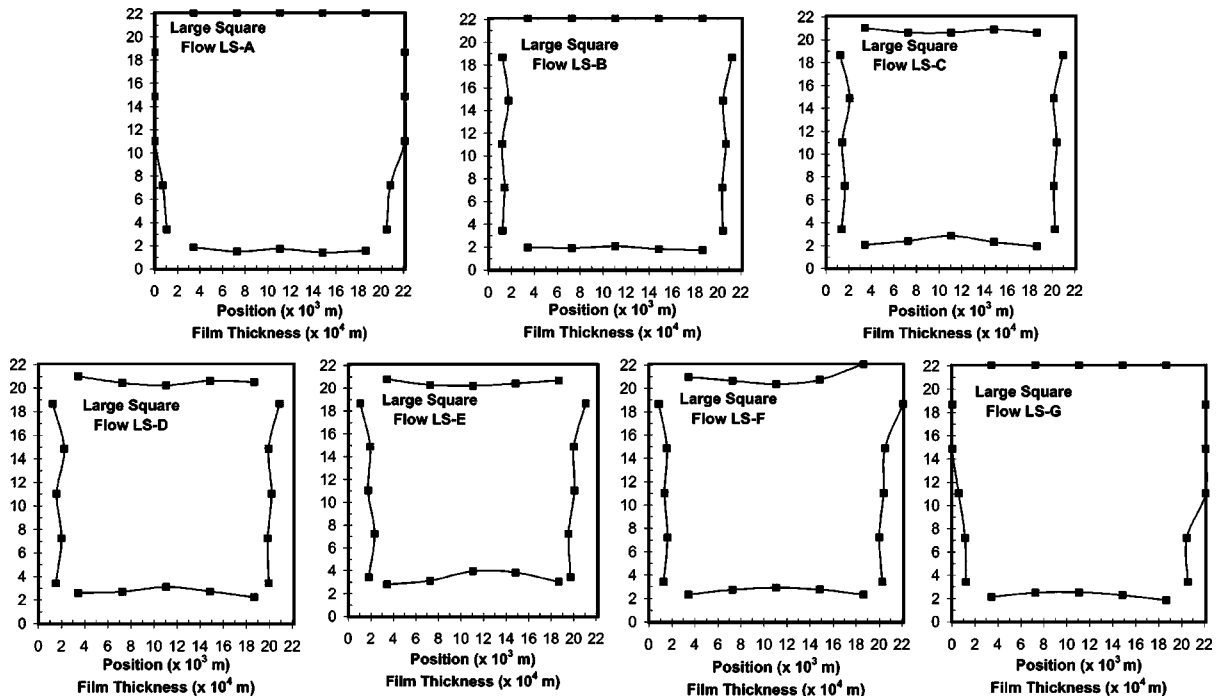 22
20
18
16
14
12
10
8
6
4
2
0
Large Square
Flow LS-A
0 2 4 6 8 10 12 14 16 18 20 22
Position (x 10³ m)
Film Thickness (x 10⁴ m)
22
20
18
16
14
12
10
8
6
4
2
0
Large Square
Flow LS-B
0 2 4 6 8 10 12 14 16 18 20 22
Position (x 10³ m)
Film Thickness (x 10⁴ m)
22
20
18
16
14
12
10
8
6
4
2
0
Large Square
Flow LS-C
0 2 4 6 8 10 12 14 16 18 20 22
Position (x 10³ m)
Film Thickness (x 10⁴ m)
22
20
18
16
14
12
10
8
6
4
2
0
Large Square
Flow LS-D
0 2 4 6 8 10 12 14 16 18 20 22
Position (x 10³ m)
Film Thickness (x 10⁴ m)
22
20
18
16
14
12
10
8
6
4
2
0
Large Square
Flow LS-E
0 2 4 6 8 10 12 14 16 18 20 22
Position (x 10³ m)
Film Thickness (x 10⁴ m)
22
20
18
16
14
12
10
8
6
4
2
0
Large Square
Flow LS-F
0 2 4 6 8 10 12 14 16 18 20 22
Position (x 10³ m)
Film Thickness (x 10⁴ m)
22
20
18
16
14
12
10
8
6
4
2
0
Large Square
Flow LS-G
0 2 4 6 8 10 12 14 16 18 20 22
Position (x 10³ m)
Film Thickness (x 10⁴ m)